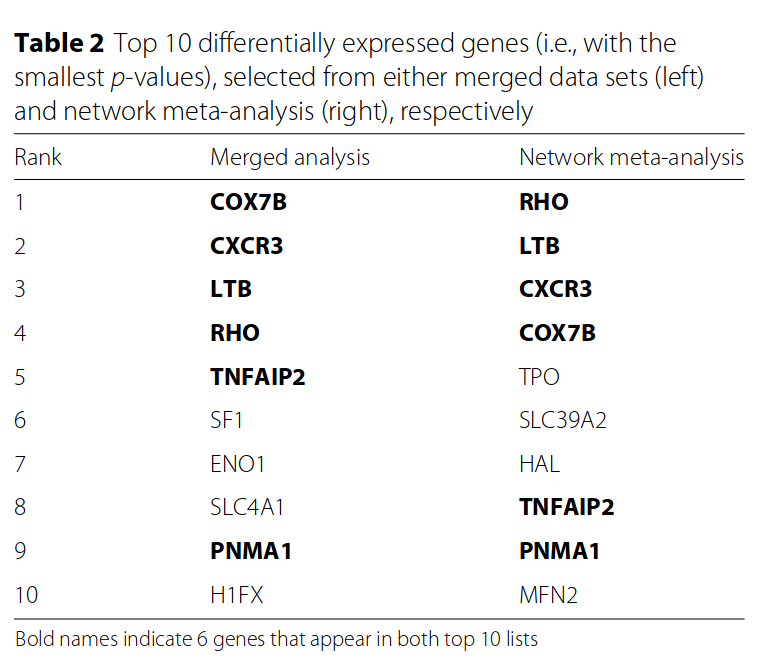 Table 2 Top 10 differentially expressed genes (i.e., with the
smallest p-values), selected from either merged data sets (left)
and network meta-analysis (right), respectively
Rank Merged analysis Network meta-analysis
1 COX7B RHO
2 CXCR3 LTB
3 LTB CXCR3
4 RHO COX7B
5 TNFAIP2 TPO
6 SF1 SLC39A2
7 ENO1 HAL
8 SLC4A1 TNFAIP2
9 PNMA1 PNMA1
10 H1FX MFN2
Bold names indicate 6 genes that appear in both top 10 lists